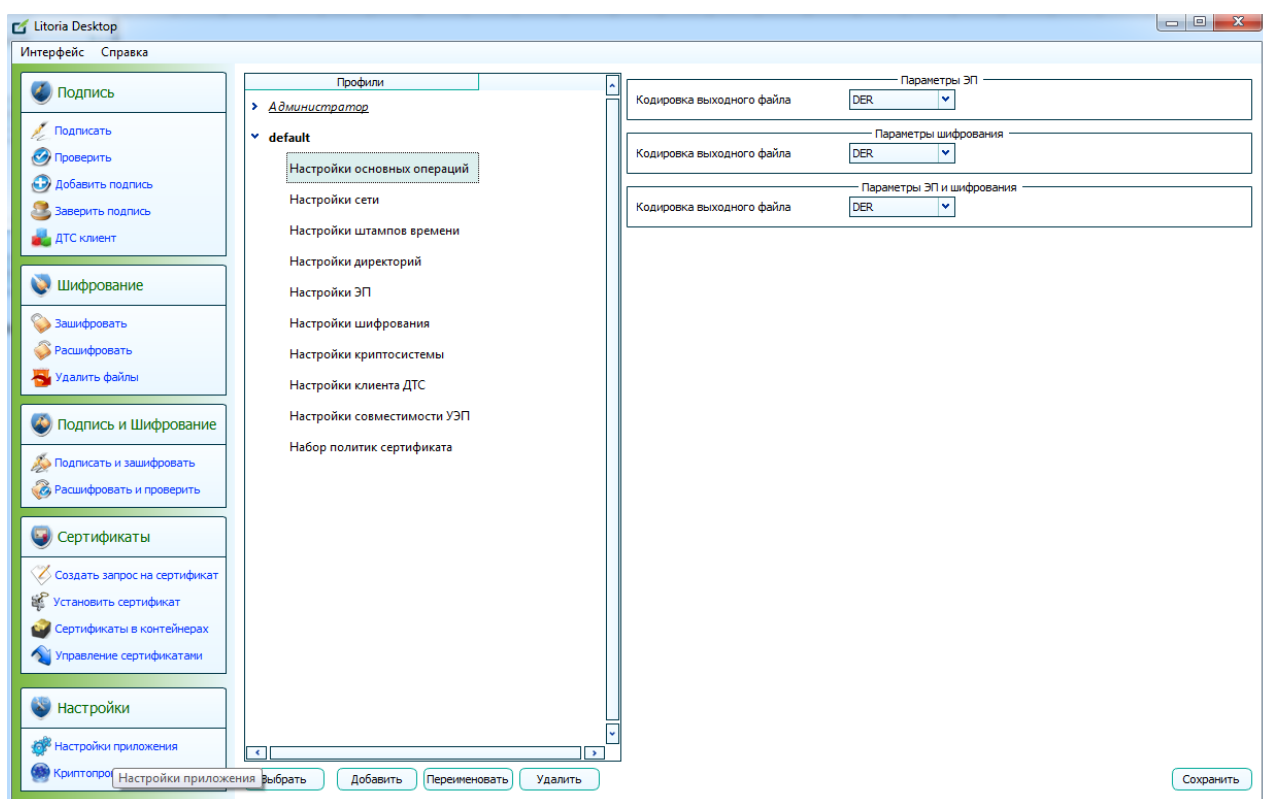 Litoria Desktop
Интерфейс Справка
Подпись
Подписать
Проверить
Добавить подпись
Заверить подпись
ДТС клиент
Шифрование
Зашифровать
Расшифровать
Удалить файлы
Подпись и Шифрование
Подписать и зашифровать
Расшифровать и проверить
Сертификаты
Создать запрос на сертификат
Установить сертификат
Сертификаты в контейнерах
Управление сертификатами
Настройки
Настройки приложения
Настройки приложения
Профили
Администратор
default
Настройки основных операций
Настройки сети
Настройки штампов времени
Настройки директорий
Настройки ЭП
Настройки шифрования
Настройки криптосистемы
Настройки клиента ДТС
Настройки совместимости УЭП
Набор политик сертификата
Выбрать Добавить Переименовать Удалить
Параметры ЭП
Кодировка выходного файла DER
Параметры шифрования
Кодировка выходного файла DER
Параметры ЭП и шифрования
Кодировка выходного файла DER
Сохранить